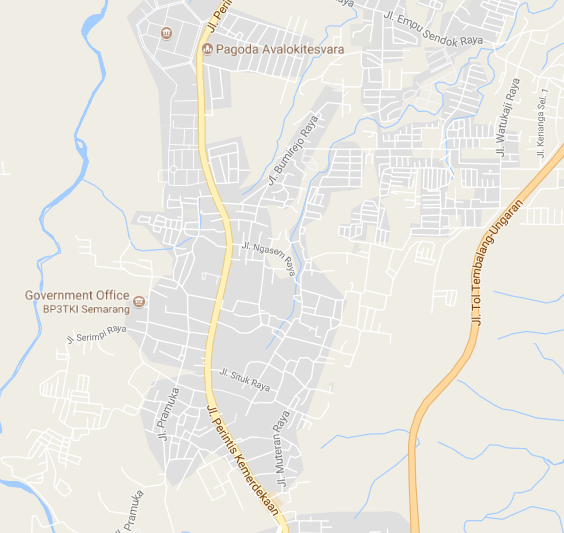 Jl. Peri
Jl. Empu Sendok Raya
Pagoda Avalokitesvara
Jl. Watukaji Raya
Jl. Kenanga Sel. 1
Jl. Bumirejo Raya
Jl. Tol Tembalang-Ungaran
Jl. Ngasem Raya
Government Office
BP3TKI Semarang
Jl. Serimpi Raya
Jl. Situk Raya
Jl. Pramuka
Jl. Perintis Kemerdekaan
Jl. Muteran Raya
Jl. Pramuka